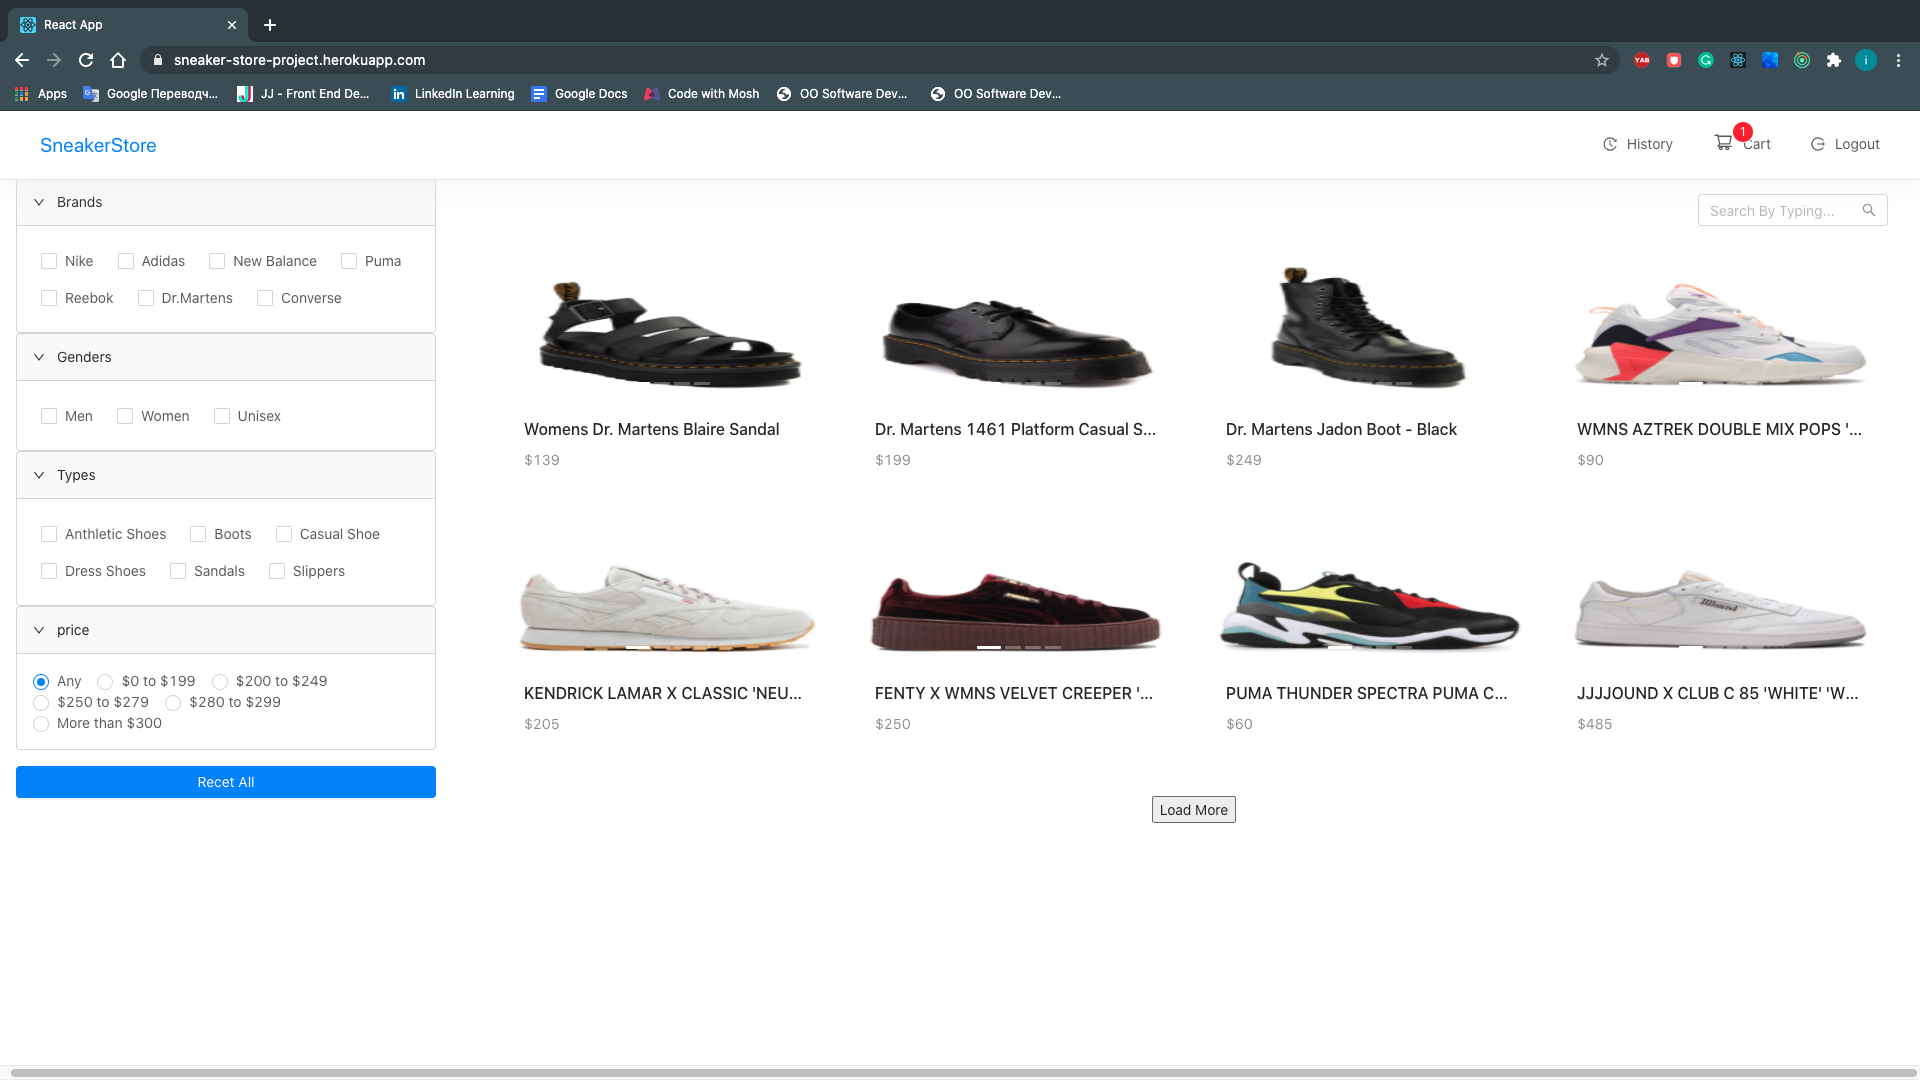 React App
sneaker-store-project.herokuapp.com
YAB
i
Apps
Google Переводч...
JJ - Front End De...
LinkedIn Learning
Google Docs
Code with Mosh
OO Software Dev...
OO Software Dev...
SneakerStore
History
1
Cart
Logout
Brands
Search By Typing...
Nike Adidas New Balance Puma
Reebok Dr.Martens Converse
Genders
Men Women Unisex
Types
Anthletic Shoes Boots Casual Shoe
Dress Shoes Sandals Slippers
price
Any $0 to $199 $200 to $249
$250 to $279 $280 to $299
More than $300
Recet All
Womens Dr. Martens Blaire Sandal
$139
Dr. Martens 1461 Platform Casual S...
$199
Dr. Martens Jadon Boot - Black
$249
WMNS AZTREK DOUBLE MIX POPS '...
$90
KENDRICK LAMAR X CLASSIC 'NEU...
$205
FENTY X WMNS VELVET CREEPER '...
$250
PUMA THUNDER SPECTRA PUMA C...
$60
JJJJOUND X CLUB C 85 'WHITE' 'W...
$485
Load More